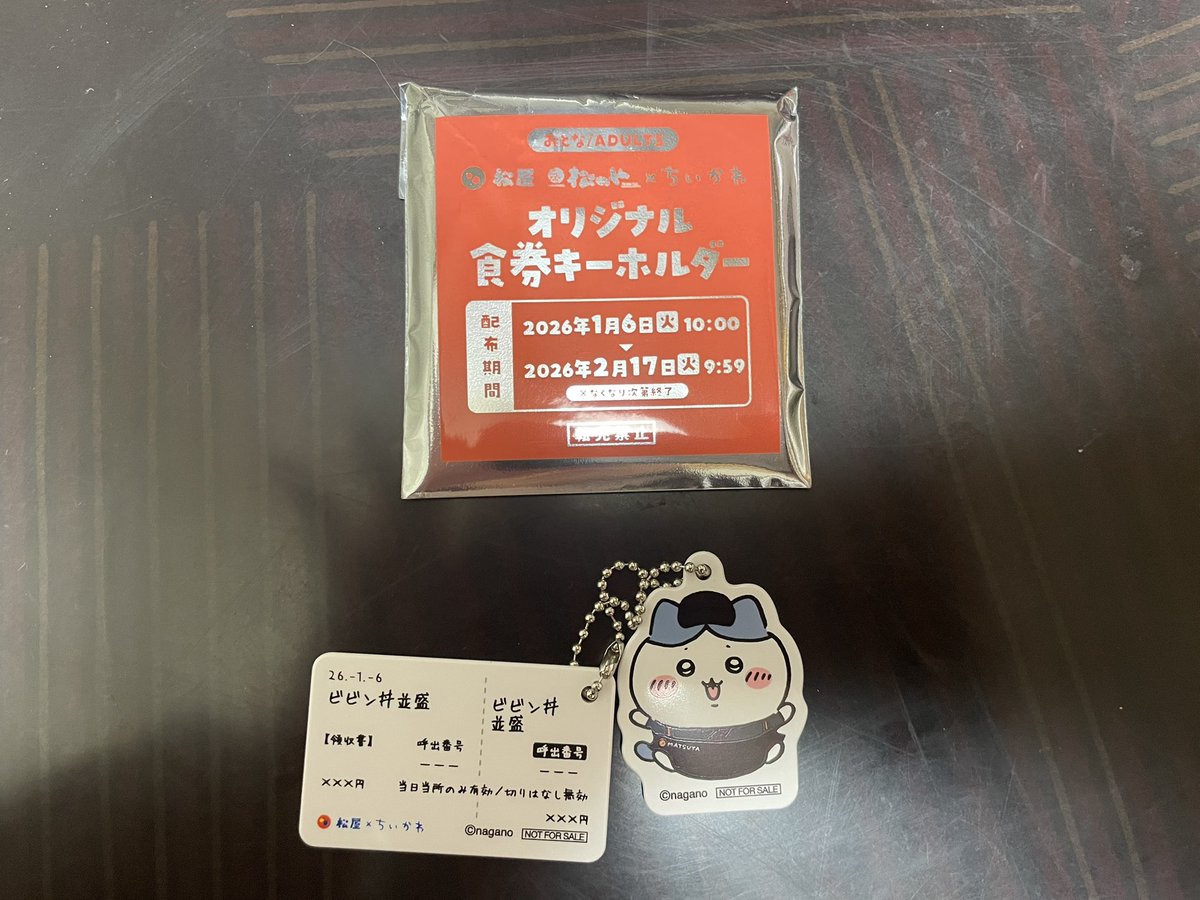 おとな/ADULT
松屋 松のや × ちいかわ
オリジナル
食券キーホルダー
配布期間
2026年1月6日火 10:00
2026年2月17日火 9:59
※なくなり次第終了
転売禁止
26.-1.-6
ビビン丼並盛
【領収書】
呼出番号
---
×××円
ビビン丼
並盛
呼出番号
---
当日当所のみ有効/切りはなし無効
×××円
松屋×ちいかわ
©nagano NOT FOR SALE
MATSUYA
©nagano NOT FOR SALE